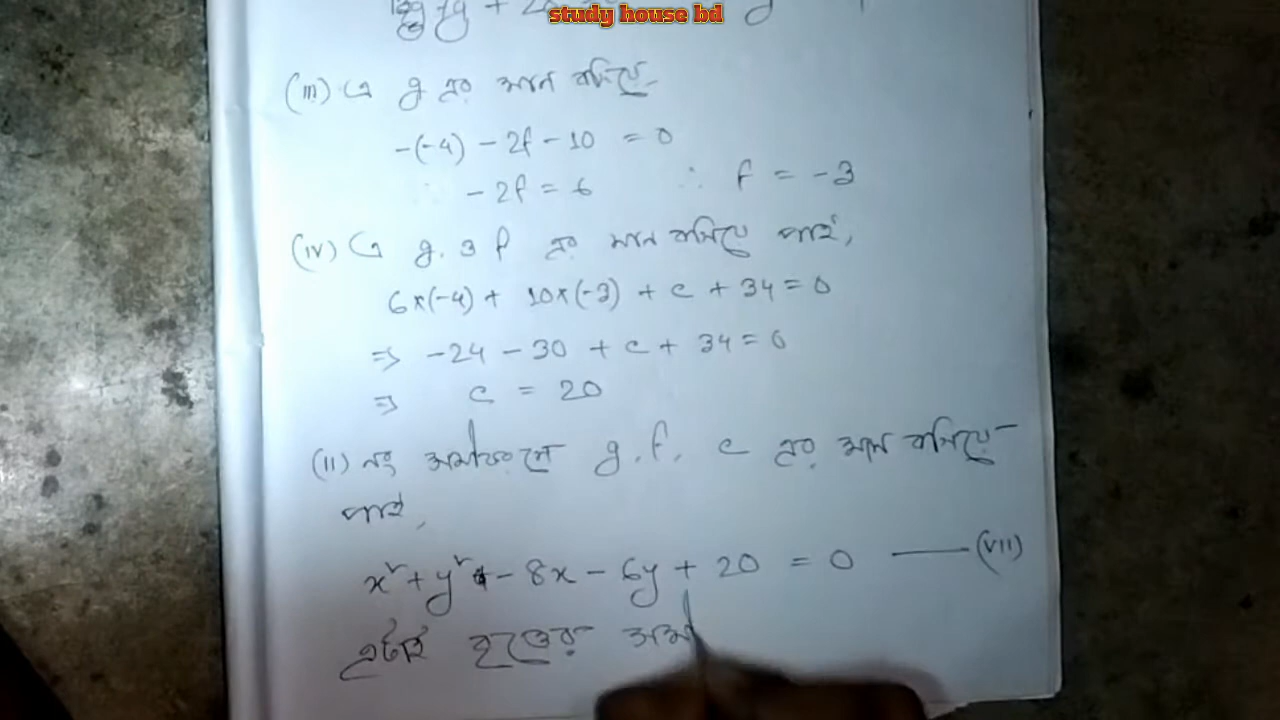 study house bd
(III) এ g এর মান বসিয়ে
-(-4) - 2f - 10 = 0
- 2f = 6 ∴ f = -3
(IV) এ g. ও f এর মান বসিয়ে পাই,
6×(-4) + 10×(-3) + c + 34 = 0
⇒ -24 - 30 + c + 34 = 0
⇒ c = 20
(II) নং সমীকরণে g. f. c এর মান বসিয়ে
পাই,
x² + y² - 8x - 6y + 20 = 0 —— (VII)
এটাই বৃত্তের